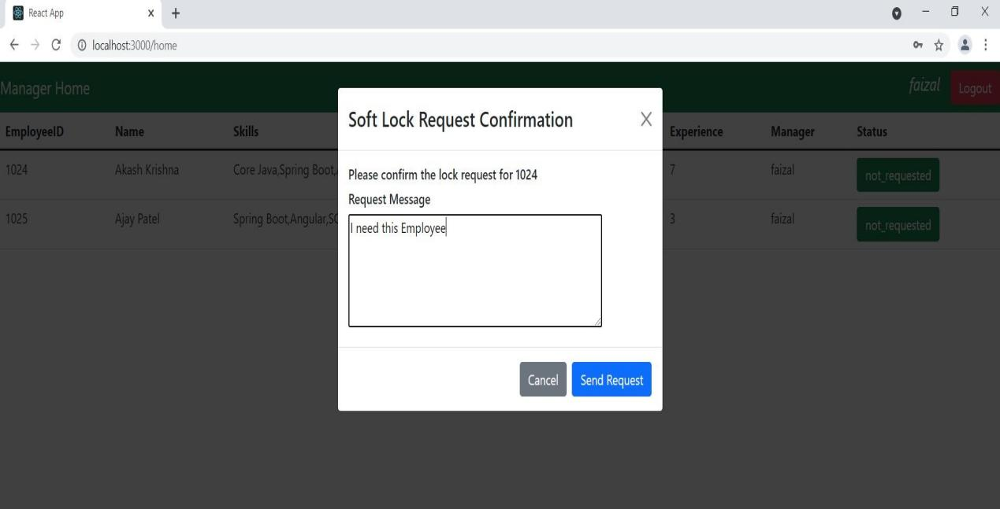 React App
localhost:3000/home
Manager Home
faizal
Logout
EmployeeID Name Skills Experience Manager Status
1024 Akash Krishna Core Java,Spring Boot, 7 faizal not_requested
1025 Ajay Patel Spring Boot,Angular,SC 3 faizal not_requested
Soft Lock Request Confirmation
X
Please confirm the lock request for 1024
Request Message
I need this Employee
Cancel Send Request